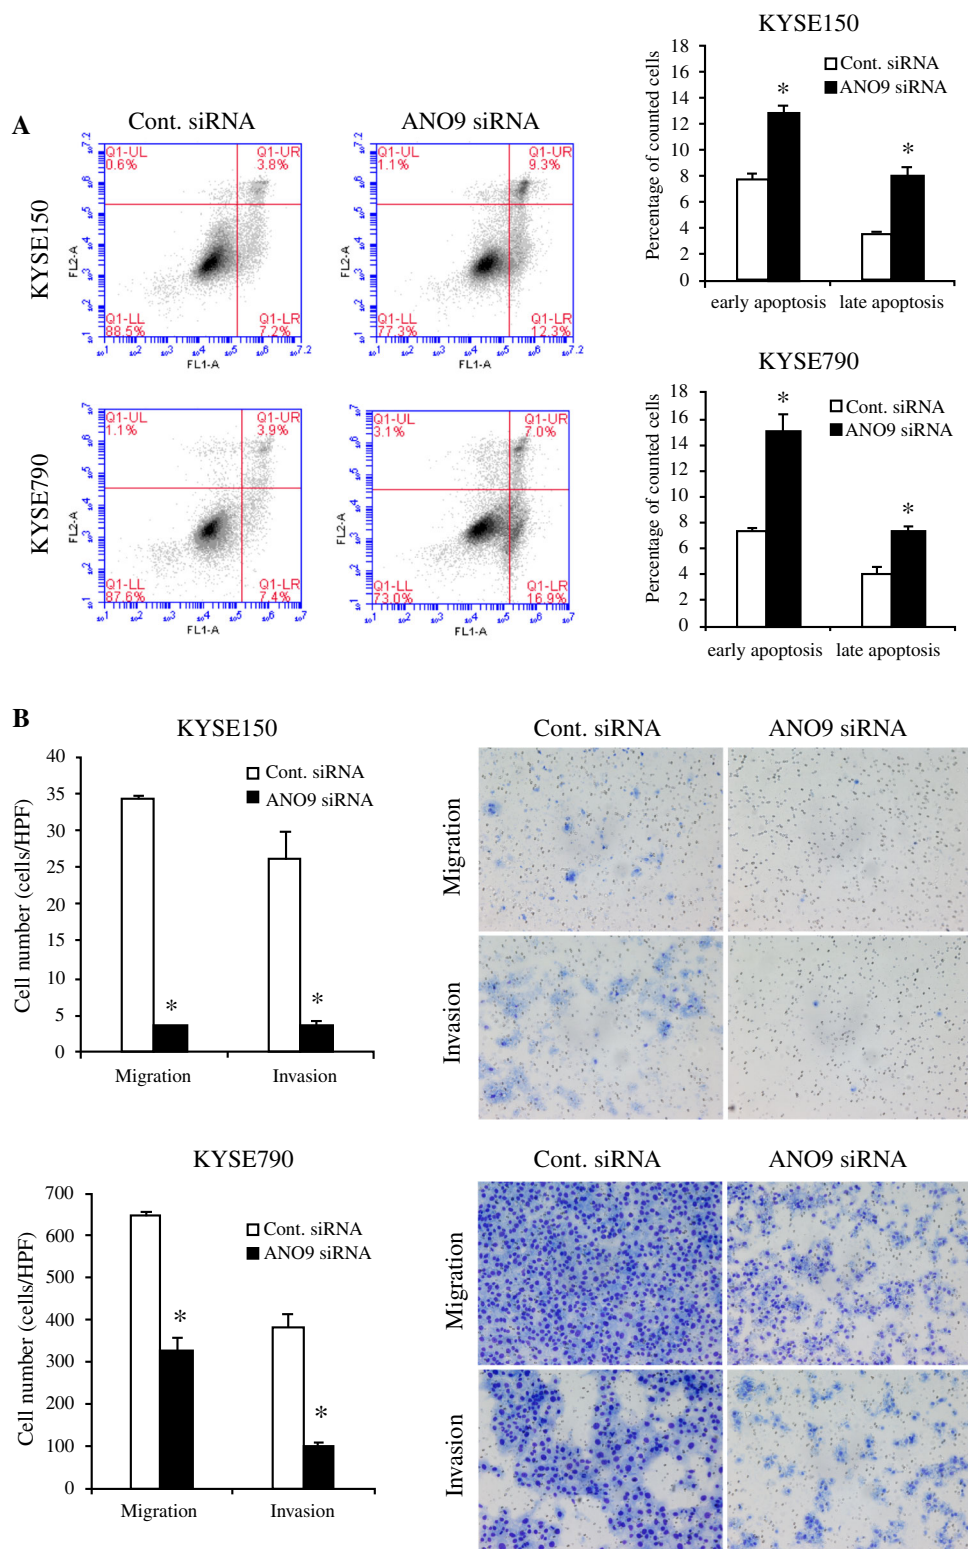 A
Cont. siRNA
ANO9 siRNA
KYSE150
Q1-UL
0.6%
Q1-UR
3.8%
Q1-LL
88.5%
Q1-LR
7.2%
FL2-A
FL1-A
Q1-UL
1.1%
Q1-UR
9.3%
Q1-LL
77.3%
Q1-LR
12.3%
FL2-A
FL1-A
KYSE150
Percentage of counted cells
18
16
14
12
10
8
6
4
2
0
Cont. siRNA
ANO9 siRNA
*
*
early apoptosis
late apoptosis
KYSE790
Q1-UL
1.1%
Q1-UR
3.9%
Q1-LL
87.6%
Q1-LR
7.4%
FL2-A
FL1-A
Q1-UL
3.1%
Q1-UR
7.0%
Q1-LL
73.0%
Q1-LR
16.9%
FL2-A
FL1-A
KYSE790
Percentage of counted cells
18
16
14
12
10
8
6
4
2
0
Cont. siRNA
ANO9 siRNA
*
*
early apoptosis
late apoptosis
B
KYSE150
Cell number (cells/HPF)
40
35
30
25
20
15
10
5
0
Cont. siRNA
ANO9 siRNA
*
*
Migration
Invasion
Cont. siRNA
ANO9 siRNA
Migration
Invasion
KYSE790
Cell number (cells/HPF)
700
600
500
400
300
200
100
0
Cont. siRNA
ANO9 siRNA
*
*
Migration
Invasion
Cont. siRNA
ANO9 siRNA
Migration
Invasion